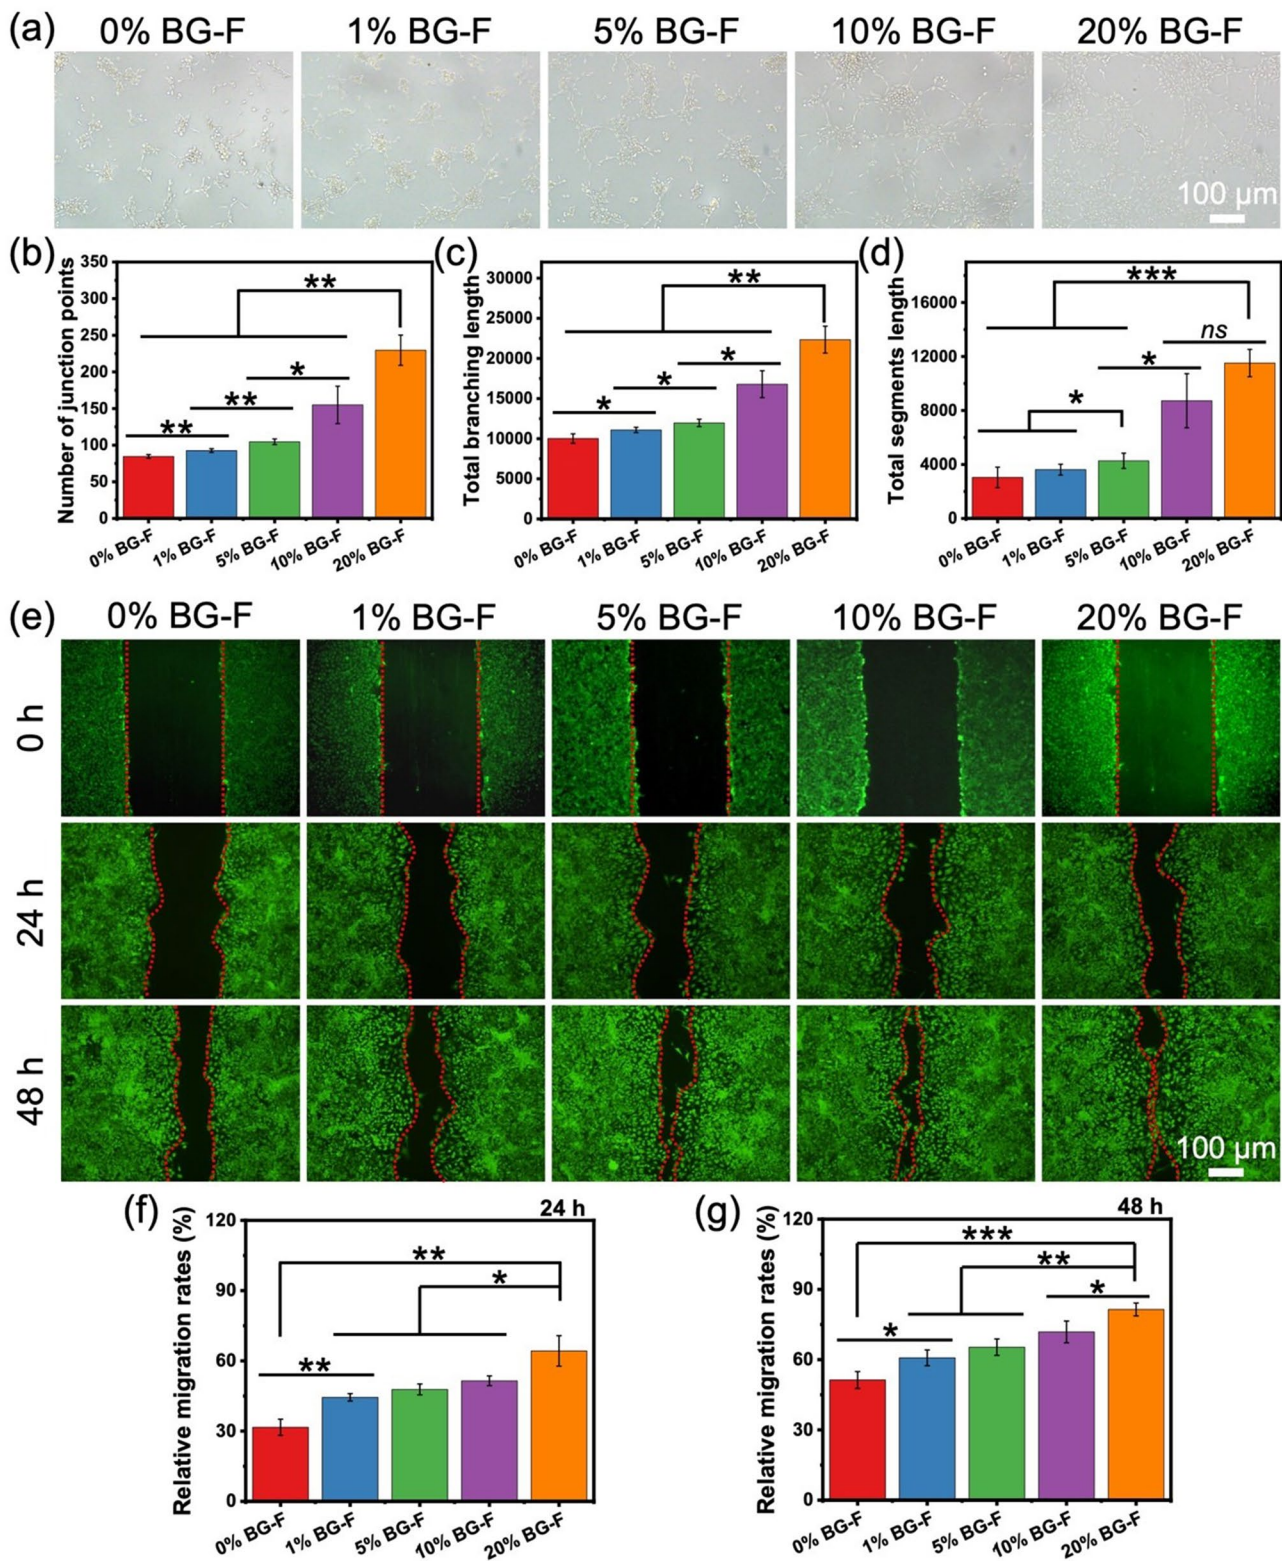 (a) 0% BG-F 1% BG-F 5% BG-F 10% BG-F 20% BG-F
100 μm
(b)
Number of junction points
350
300
250
200
150
100
50
0
**
*
**
**
0% BG-F 1% BG-F 5% BG-F 10% BG-F 20% BG-F
(c)
Total branching length
30000
25000
20000
15000
10000
5000
0
**
*
*
*
0% BG-F 1% BG-F 5% BG-F 10% BG-F 20% BG-F
(d)
Total segments length
16000
12000
8000
4000
0
***
ns
*
*
0% BG-F 1% BG-F 5% BG-F 10% BG-F 20% BG-F
(e) 0% BG-F 1% BG-F 5% BG-F 10% BG-F 20% BG-F
0 h
24 h
48 h
100 μm
(f)
24 h
Relative migration rates (%)
120
90
60
30
0
**
*
**
0% BG-F 1% BG-F 5% BG-F 10% BG-F 20% BG-F
(g)
48 h
Relative migration rates (%)
120
90
60
30
0
***
**
*
*
0% BG-F 1% BG-F 5% BG-F 10% BG-F 20% BG-F